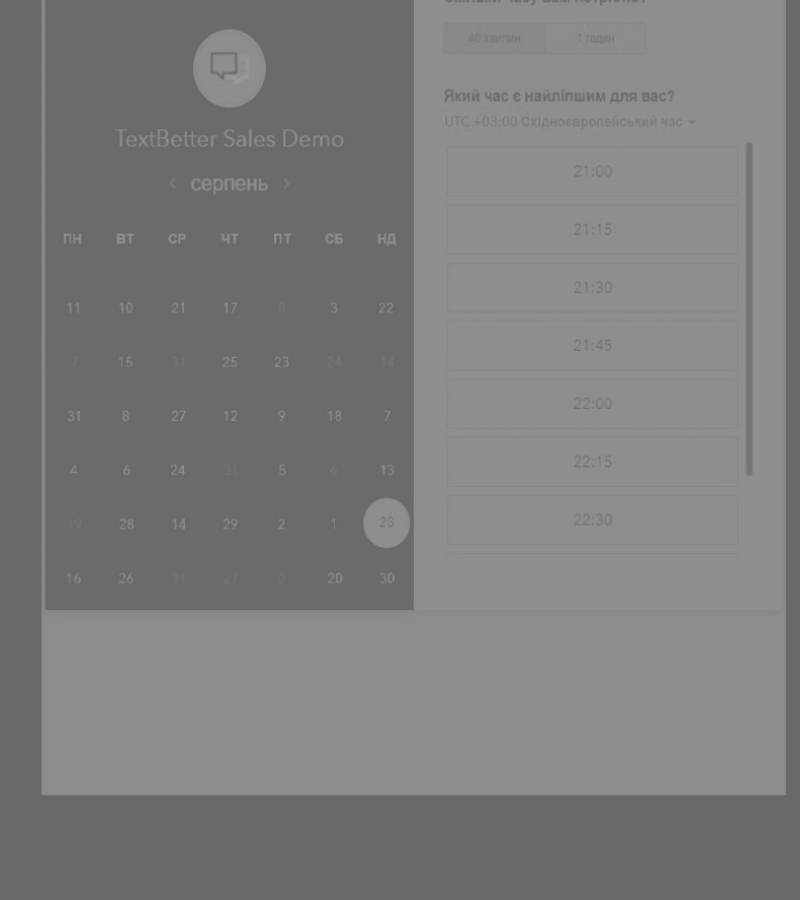 40 хвилин 1 годин
Який час є найліпшим для вас?
UTC +03:00 Східноєвропейський час
TextBetter Sales Demo
серпень
ПН ВТ СР ЧТ ПТ СБ НД
11 10 21 17 8 3 22
7 15 31 25 23 24 14
31 8 27 12 9 18 7
4 6 24 31 5 6 13
19 28 14 29 2 1 28
16 26 31 27 2 20 30
21:00
21:15
21:30
21:45
22:00
22:15
22:30